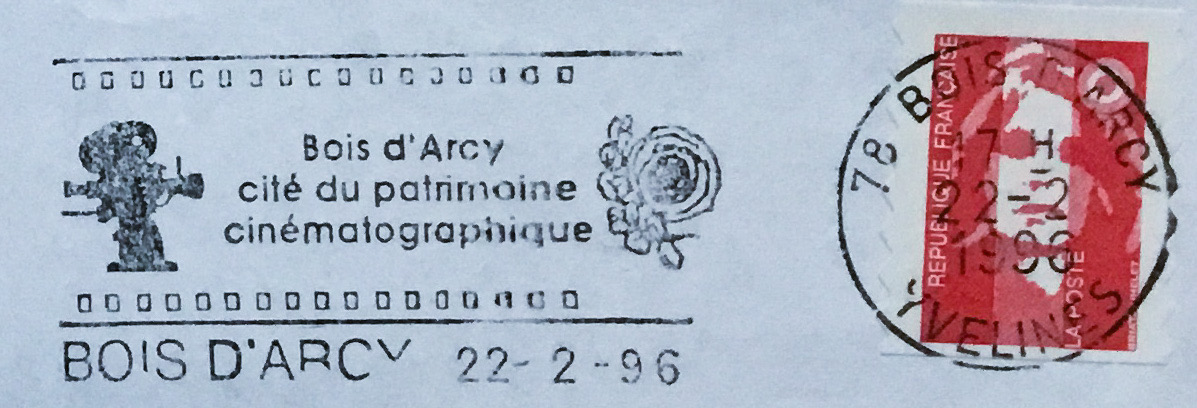 Bois d'Arcy
cité du patrimoine
cinématographique
BOIS D'ARCY 22-2-96
78 BOIS D'ARCY
17 H
22-2
1996
YVELINES
REPUBLIQUE FRANÇAISE
LA POSTE